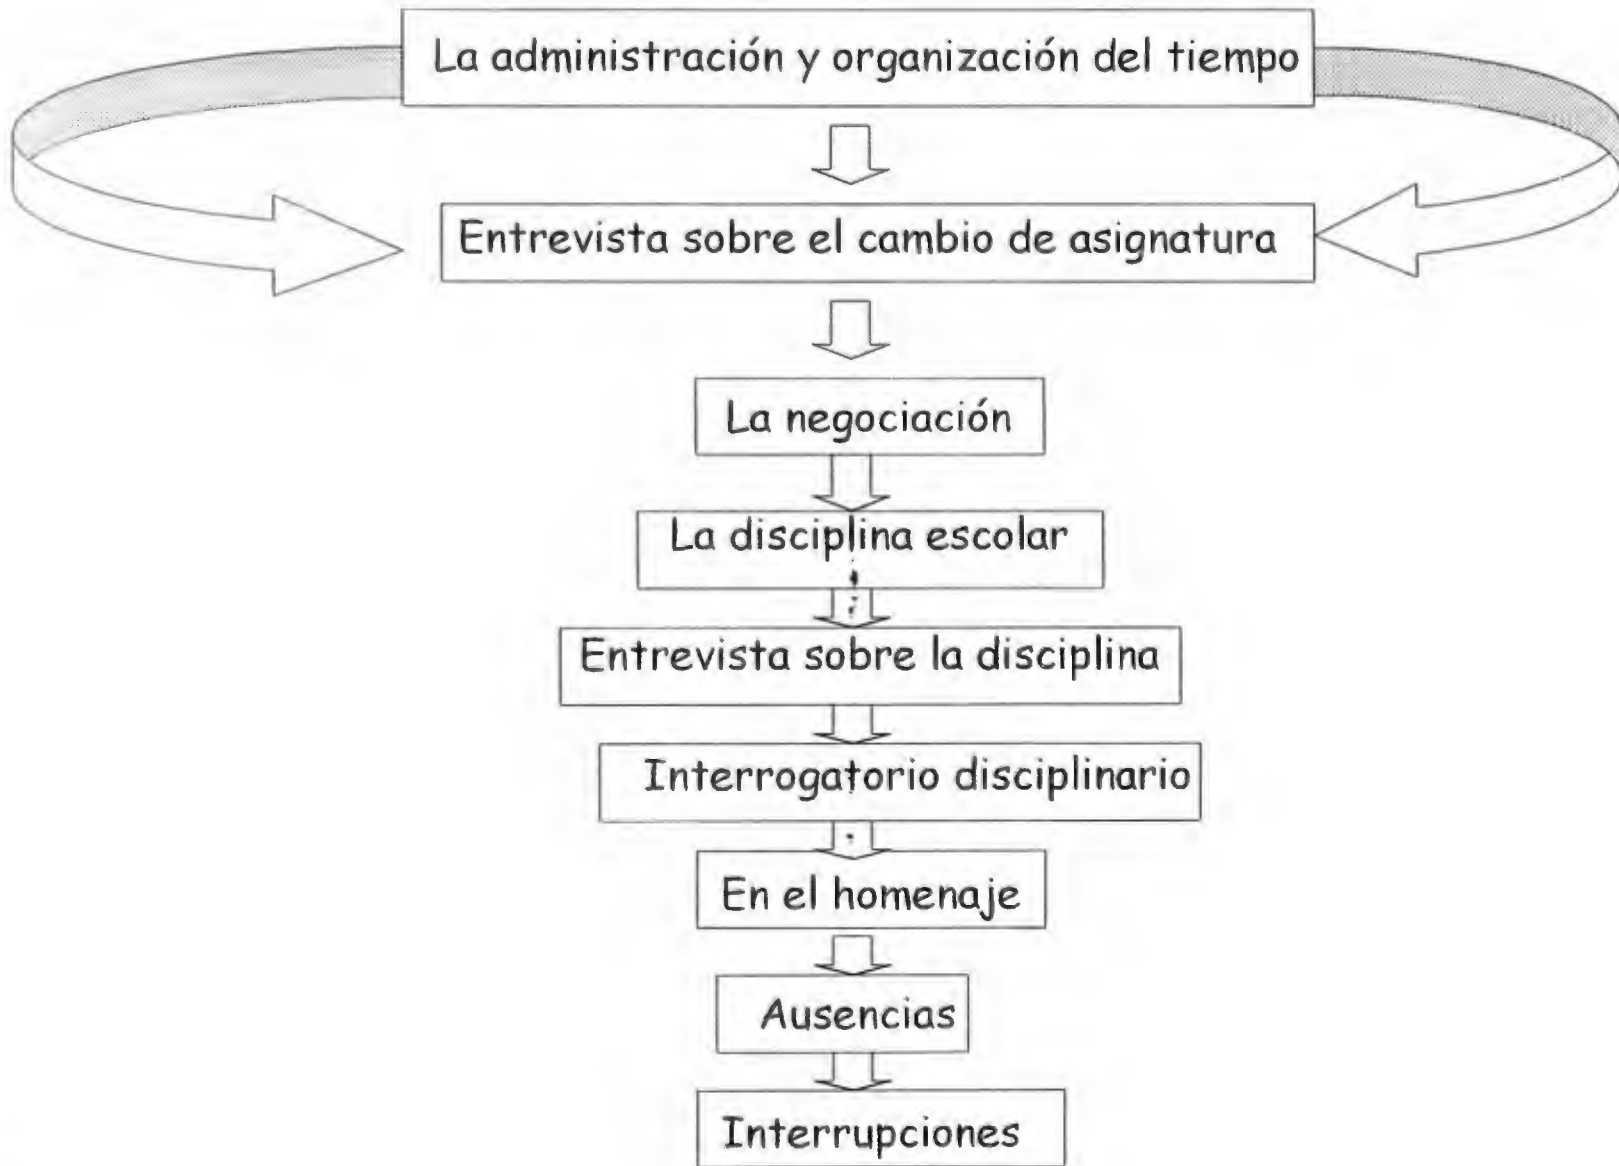 La administración y organización del tiempo
Entrevista sobre el cambio de asignatura
La negociación
La disciplina escolar
Entrevista sobre la disciplina
Interrogatorio disciplinario
En el homenaje
Ausencias
Interrupciones